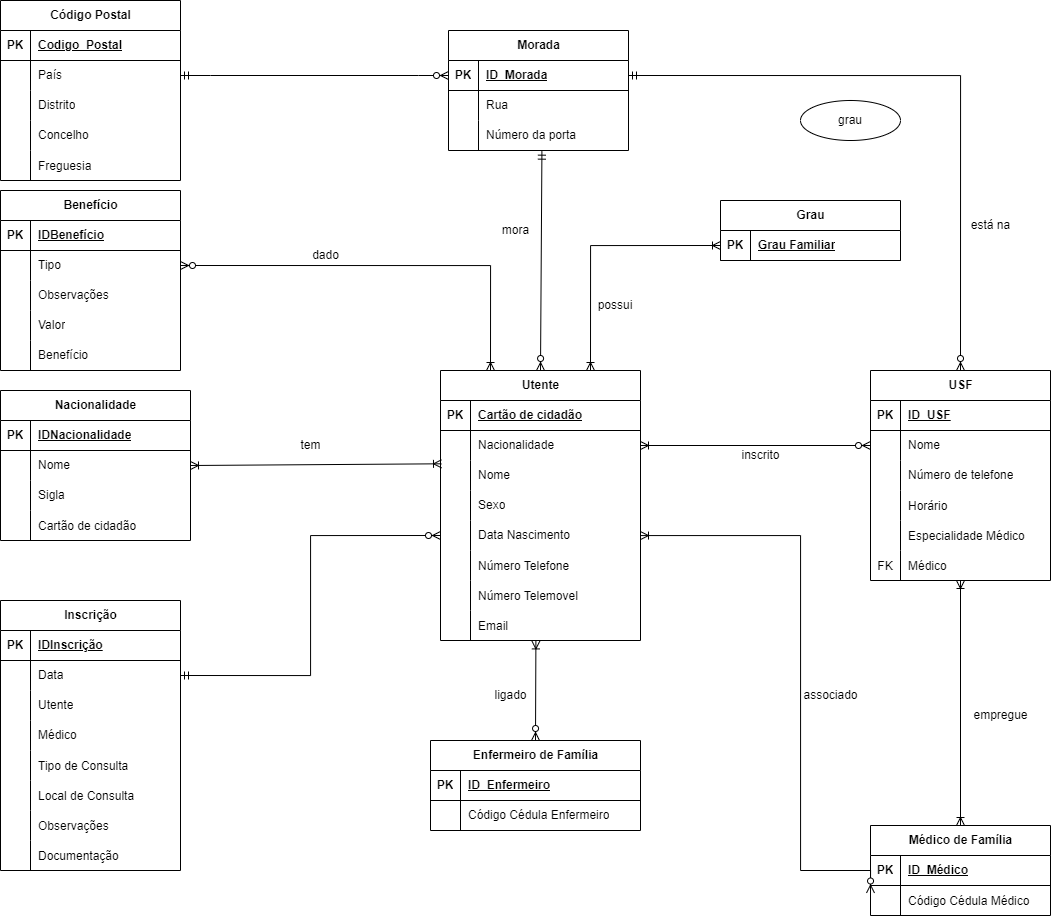 Código Postal
PK Codigo_Postal
País
Distrito
Concelho
Freguesia
Morada
PK ID_Morada
Rua
Número da porta
grau
Benefício
PK IDBenefício
Tipo
Observações
Valor
Benefício
dado
mora
Grau
PK Grau Familiar
possui
está na
Nacionalidade
PK IDNacionalidade
Nome
Sigla
Cartão de cidadão
tem
Utente
PK Cartão de cidadão
Nacionalidade
Nome
Sexo
Data Nascimento
Número Telefone
Número Telemovel
Email
inscrito
USF
PK ID_USF
Nome
Número de telefone
Horário
Especialidade Médico
FK Médico
Inscrição
PK IDInscrição
Data
Utente
Médico
Tipo de Consulta
Local de Consulta
Observações
Documentação
ligado
associado
empregue
Enfermeiro de Família
PK ID_Enfermeiro
Código Cédula Enfermeiro
Médico de Família
PK ID_Médico
Código Cédula Médico